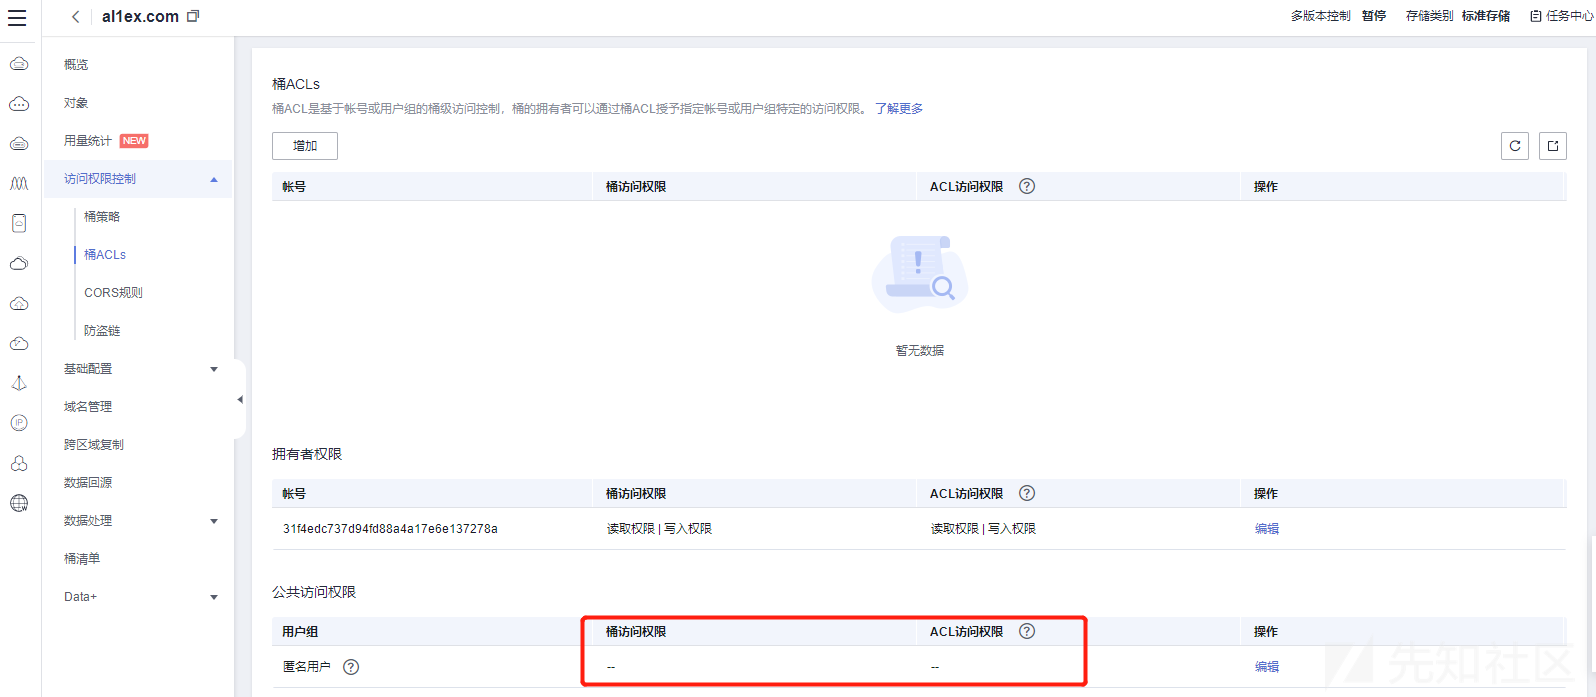 al1ex.com
多版本控制 暂停 存储类别 标准存储 任务中心
概览
对象
用量统计 NEW
访问权限控制
桶策略
桶ACLs
CORS规则
防盗链
基础配置
域名管理
跨区域复制
数据回源
数据处理
桶清单
Data+
IP
桶ACLs
桶ACL是基于帐号或用户组的桶级访问控制，桶的拥有者可以通过桶ACL授予指定帐号或用户组特定的访问权限。 了解更多
增加
帐号 桶访问权限 ACL访问权限 ? 操作
暂无数据
拥有者权限
帐号 桶访问权限 ACL访问权限 ? 操作
31f4edc737d94fd88a4a17e6e137278a 读取权限 | 写入权限 读取权限 | 写入权限 编辑
公共访问权限
用户组 桶访问权限 ACL访问权限 ? 操作
匿名用户 ? -- -- 编辑
先知社区